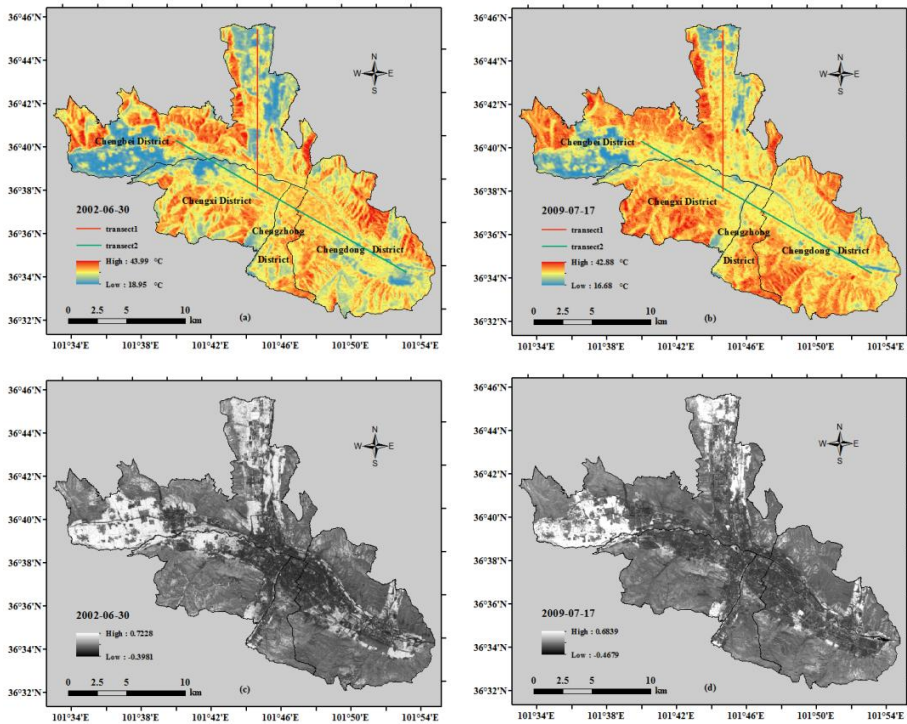 36°46'N
36°44'N
36°42'N
36°40'N
36°38'N
36°36'N
36°34'N
36°32'N
N
W E
S
Chengbei District
Chengxi District
Chengzhong
District
Chengdong District
2002-06-30
transect1
transect2
High : 43.99 °C
Low : 18.95 °C
0 2.5 5 10
km
(a)
101°34'E 101°38'E 101°42'E 101°46'E 101°50'E 101°54'E
36°46'N
36°44'N
36°42'N
36°40'N
36°38'N
36°36'N
36°34'N
36°32'N
N
W E
S
Chengbei District
Chengxi District
Chengzhong
District
Chengdong District
2009-07-17
transect1
transect2
High : 42.88 °C
Low : 16.68 °C
0 2.5 5 10
km
(b)
101°34'E 101°38'E 101°42'E 101°46'E 101°50'E 101°54'E
36°46'N
36°44'N
36°42'N
36°40'N
36°38'N
36°36'N
36°34'N
36°32'N
N
W E
S
2002-06-30
High : 0.7228
Low : -0.3981
0 2.5 5 10
km
(c)
101°34'E 101°38'E 101°42'E 101°46'E 101°50'E 101°54'E
36°46'N
36°44'N
36°42'N
36°40'N
36°38'N
36°36'N
36°34'N
36°32'N
N
W E
S
2009-07-17
High : 0.6839
Low : -0.4679
0 2.5 5 10
km
(d)
101°34'E 101°38'E 101°42'E 101°46'E 101°50'E 101°54'E